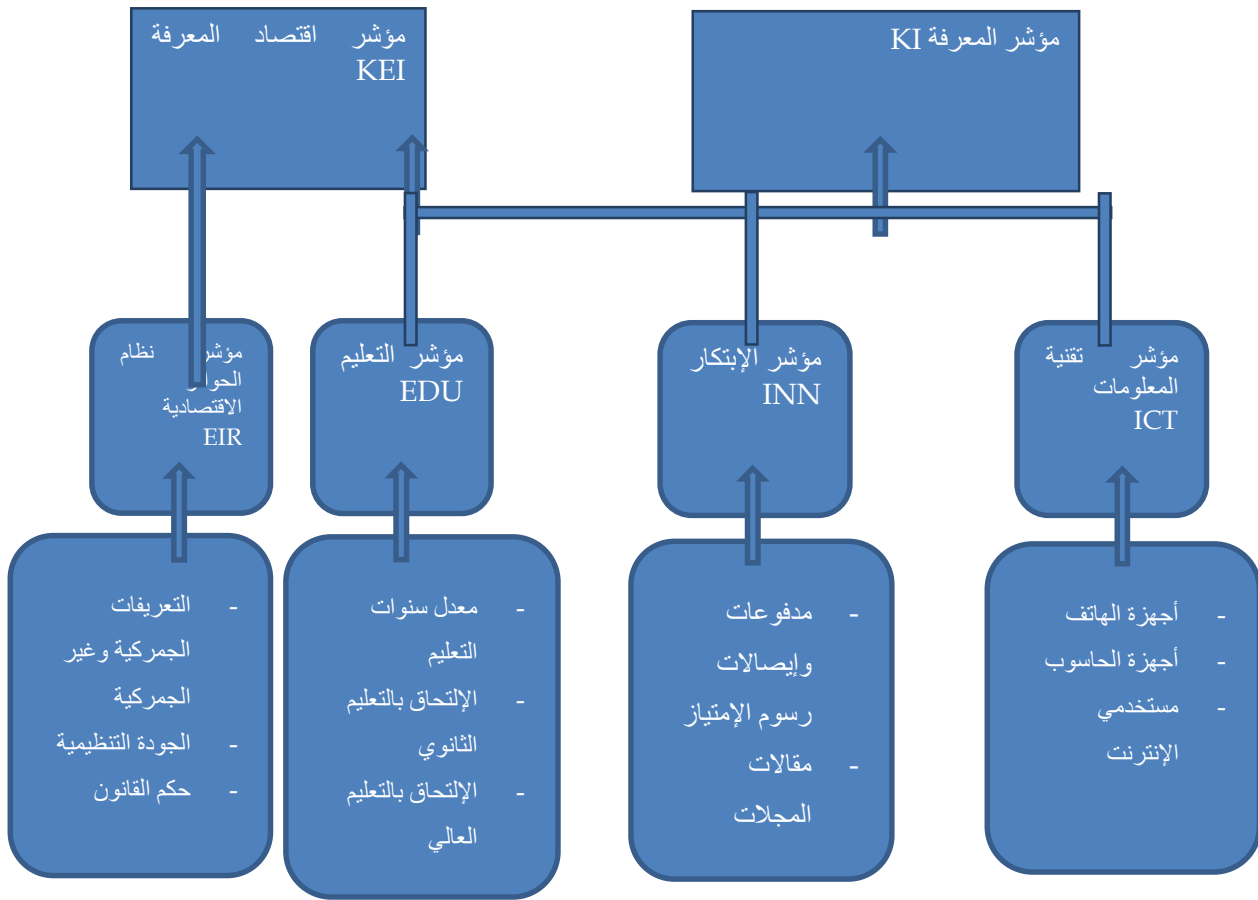 مؤشر المعرفة KI
مؤشر اقتصاد المعرفة
KEI
مؤشر تقنية
المعلومات
ICT
مؤشر الإبتكار
INN
مؤشر التعليم
EDU
مؤشر نظام
الاقتصادية
EIR
- أجهزة الهاتف
- أجهزة الحاسوب
- مستخدمي
الإنترنت
- مدفوعات
وإيصالات
رسوم الإمتياز
- مقالات
المجلات
- معدل سنوات
التعليم
- الإلتحاق بالتعليم
الثانوي
- الإلتحاق بالتعليم
العالي
- التعريفات
الجمركية وغير
الجمركية
- الجودة التنظيمية
- حكم القانون